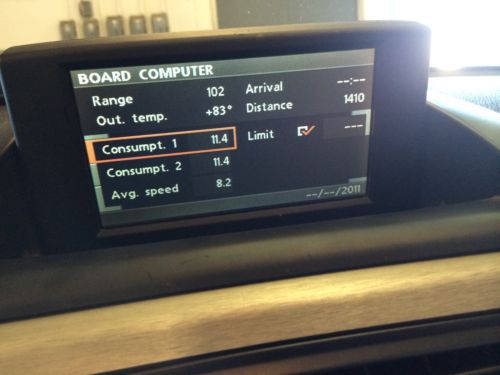 BOARD COMPUTER
Range 102 Arrival --:--
Out. temp. +83° Distance 1410
Consumpt. 1 11.4 Limit ---
Consumpt. 2 11.4
Avg. speed 8.2
--/--/2011